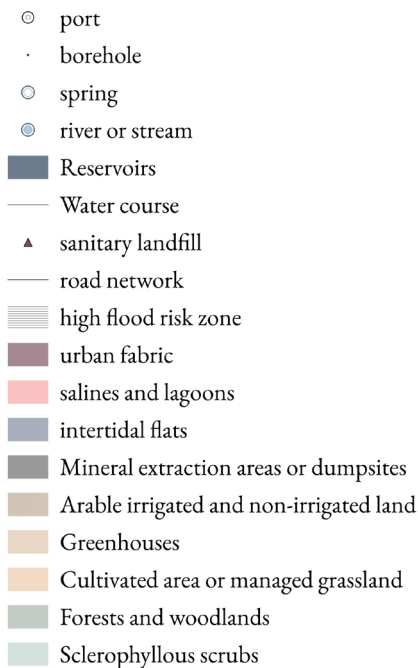 port
borehole
spring
river or stream
Reservoirs
Water course
sanitary landfill
road network
high flood risk zone
urban fabric
salines and lagoons
intertidal flats
Mineral extraction areas or dumpsites
Arable irrigated and non-irrigated land
Greenhouses
Cultivated area or managed grassland
Forests and woodlands
Sclerophyllous scrubs